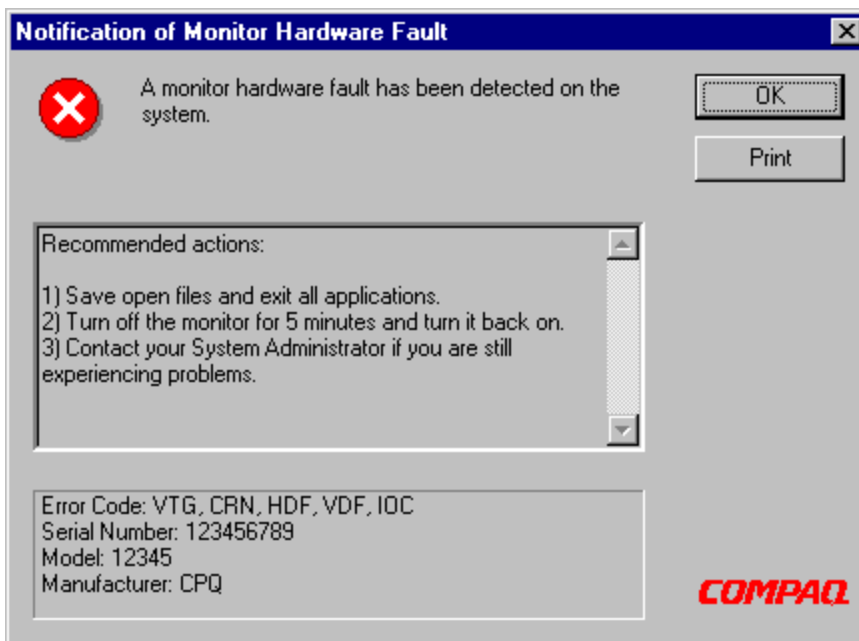 Notification of Monitor Hardware Fault
A monitor hardware fault has been detected on the
system.
OK
Print
Recommended actions:
1) Save open files and exit all applications.
2) Turn off the monitor for 5 minutes and turn it back on.
3) Contact your System Administrator if you are still
experiencing problems.
Error Code: VTG, CRN, HDF, VDF, IOC
Serial Number: 123456789
Model: 12345
Manufacturer: CPQ
COMPAQ